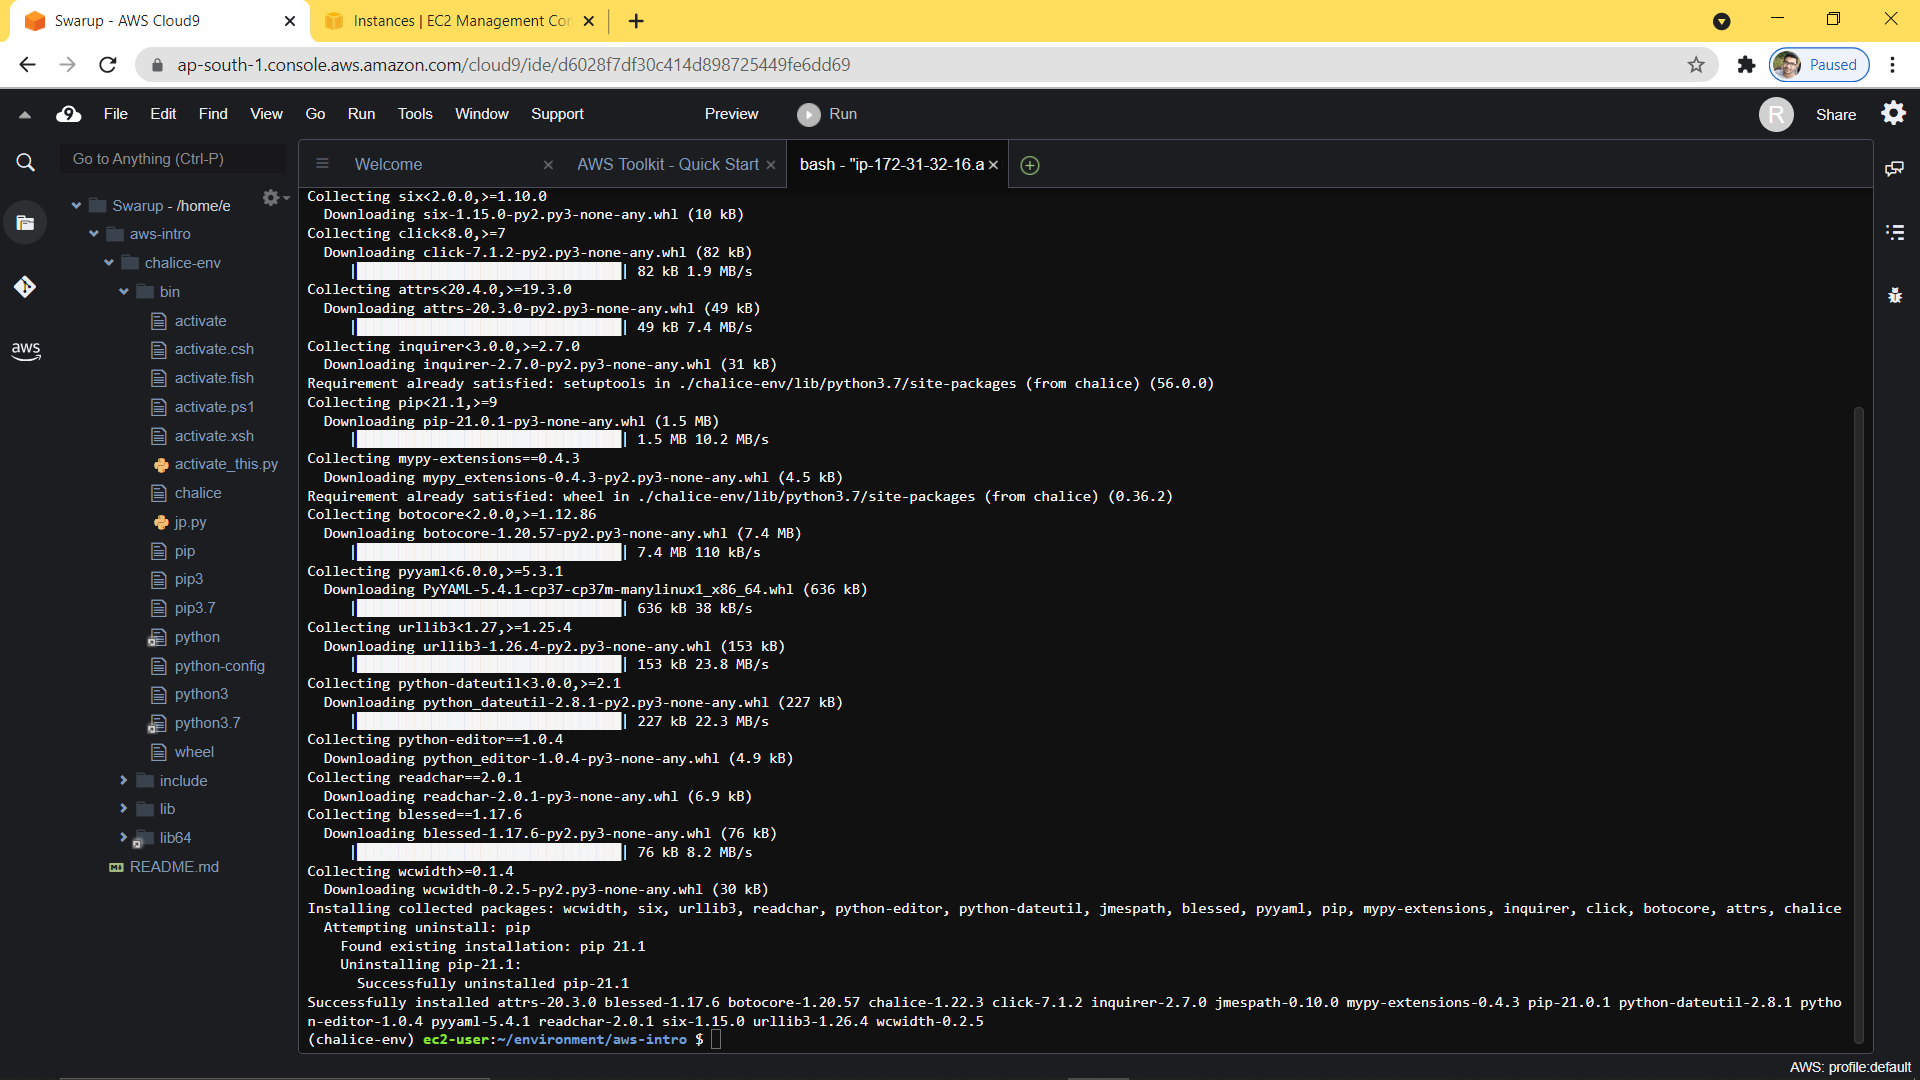 Swarup - AWS Cloud9
Instances | EC2 Management Con
ap-south-1.console.aws.amazon.com/cloud9/ide/d6028f7df30c414d898725449fe6dd69
Paused
9 File Edit Find View Go Run Tools Window Support Preview Run
R Share
Go to Anything (Ctrl-P)
Welcome
AWS Toolkit - Quick Start
bash - "ip-172-31-32-16.a
Swarup - /home/e
aws-intro
chalice-env
bin
activate
activate.csh
activate.fish
activate.ps1
activate.xsh
activate_this.py
chalice
jp.py
pip
pip3
pip3.7
python
python-config
python3
python3.7
wheel
include
lib
lib64
README.md
aws
Collecting six<2.0.0,>=1.10.0
Downloading six-1.15.0-py2.py3-none-any.whl (10 kB)
Collecting click<8.0,>=7
Downloading click-7.1.2-py2.py3-none-any.whl (82 kB)
|████████████████████████████████| 82 kB 1.9 MB/s
Collecting attrs<20.4.0,>=19.3.0
Downloading attrs-20.3.0-py2.py3-none-any.whl (49 kB)
|████████████████████████████████| 49 kB 7.4 MB/s
Collecting inquirer<3.0.0,>=2.7.0
Downloading inquirer-2.7.0-py2.py3-none-any.whl (31 kB)
Requirement already satisfied: setuptools in ./chalice-env/lib/python3.7/site-packages (from chalice) (56.0.0)
Collecting pip<21.1,>=9
Downloading pip-21.0.1-py3-none-any.whl (1.5 MB)
|████████████████████████████████| 1.5 MB 10.2 MB/s
Collecting mypy-extensions==0.4.3
Downloading mypy_extensions-0.4.3-py2.py3-none-any.whl (4.5 kB)
Requirement already satisfied: wheel in ./chalice-env/lib/python3.7/site-packages (from chalice) (0.36.2)
Collecting botocore<2.0.0,>=1.12.86
Downloading botocore-1.20.57-py2.py3-none-any.whl (7.4 MB)
|████████████████████████████████| 7.4 MB 110 kB/s
Collecting pyyaml<6.0.0,>=5.3.1
Downloading PyYAML-5.4.1-cp37-cp37m-manylinux1_x86_64.whl (636 kB)
|████████████████████████████████| 636 kB 38 kB/s
Collecting urllib3<1.27,>=1.25.4
Downloading urllib3-1.26.4-py2.py3-none-any.whl (153 kB)
|████████████████████████████████| 153 kB 23.8 MB/s
Collecting python-dateutil<3.0.0,>=2.1
Downloading python_dateutil-2.8.1-py2.py3-none-any.whl (227 kB)
|████████████████████████████████| 227 kB 22.3 MB/s
Collecting python-editor==1.0.4
Downloading python_editor-1.0.4-py3-none-any.whl (4.9 kB)
Collecting readchar==2.0.1
Downloading readchar-2.0.1-py3-none-any.whl (6.9 kB)
Collecting blessed==1.17.6
Downloading blessed-1.17.6-py2.py3-none-any.whl (76 kB)
|████████████████████████████████| 76 kB 8.2 MB/s
Collecting wcwidth>=0.1.4
Downloading wcwidth-0.2.5-py2.py3-none-any.whl (30 kB)
Installing collected packages: wcwidth, six, urllib3, readchar, python-editor, python-dateutil, jmespath, blessed, pyyaml, pip, mypy-extensions, inquirer, click, botocore, attrs, chalice
Attempting uninstall: pip
Found existing installation: pip 21.1
Uninstalling pip-21.1:
Successfully uninstalled pip-21.1
Successfully installed attrs-20.3.0 blessed-1.17.6 botocore-1.20.57 chalice-1.22.3 click-7.1.2 inquirer-2.7.0 jmespath-0.10.0 mypy-extensions-0.4.3 pip-21.0.1 python-dateutil-2.8.1 pytho
n-editor-1.0.4 pyyaml-5.4.1 readchar-2.0.1 six-1.15.0 urllib3-1.26.4 wcwidth-0.2.5
(chalice-env) ec2-user:~/environment/aws-intro $
AWS: profile:default